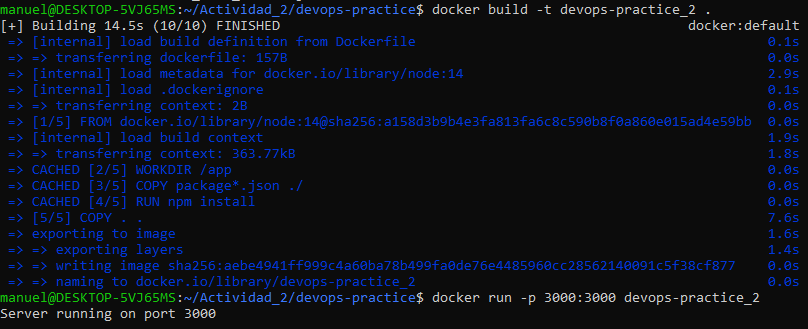 manuel@DESKTOP-5VJ65MS:~/Actividad_2/devops-practice$ docker build -t devops-practice_2 .
[+] Building 14.5s (10/10) FINISHED docker:default
=> [internal] load build definition from Dockerfile 0.1s
=> => transferring dockerfile: 157B 0.0s
=> [internal] load metadata for docker.io/library/node:14 2.9s
=> [internal] load .dockerignore 0.1s
=> => transferring context: 2B 0.0s
=> [1/5] FROM docker.io/library/node:14@sha256:a158d3b9b4e3fa813fa6c8c590b8f0a860e015ad4e59bb 0.0s
=> [internal] load build context 1.9s
=> => transferring context: 363.77kB 1.8s
=> CACHED [2/5] WORKDIR /app 0.0s
=> CACHED [3/5] COPY package*.json ./ 0.0s
=> CACHED [4/5] RUN npm install 0.0s
=> [5/5] COPY . . 7.6s
=> exporting to image 1.6s
=> => exporting layers 1.4s
=> => writing image sha256:aebe4941ff999c4a60ba78b499fa0de76e4485960cc28562140091c5f38cf877 0.0s
=> => naming to docker.io/library/devops-practice_2 0.0s
manuel@DESKTOP-5VJ65MS:~/Actividad_2/devops-practice$ docker run -p 3000:3000 devops-practice_2
Server running on port 3000